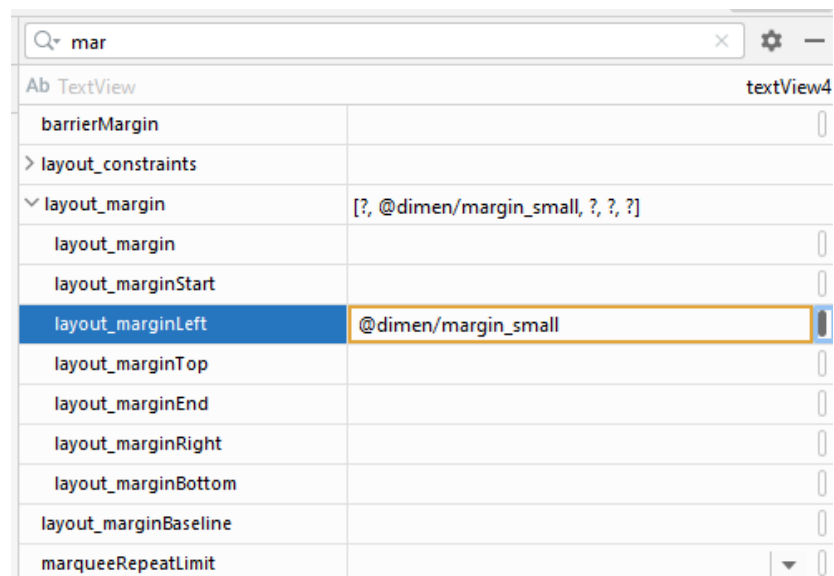 mar
Ab TextView textView4
barrierMargin
layout_constraints
layout_margin [?, @dimen/margin_small, ?, ?, ?]
layout_margin
layout_marginStart
layout_marginLeft @dimen/margin_small
layout_marginTop
layout_marginEnd
layout_marginRight
layout_marginBottom
layout_marginBaseline
marqueeRepeatLimit